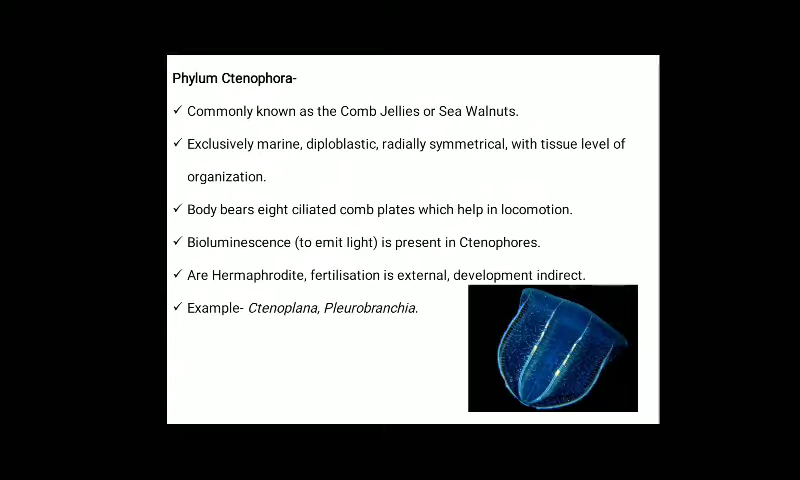 Phylum Ctenophora-
✓ Commonly known as the Comb Jellies or Sea Walnuts.
✓ Exclusively marine, diploblastic, radially symmetrical, with tissue level of
organization.
✓ Body bears eight ciliated comb plates which help in locomotion.
✓ Bioluminescence (to emit light) is present in Ctenophores.
✓ Are Hermaphrodite, fertilisation is external, development indirect.
✓ Example- Ctenoplana, Pleurobranchia.